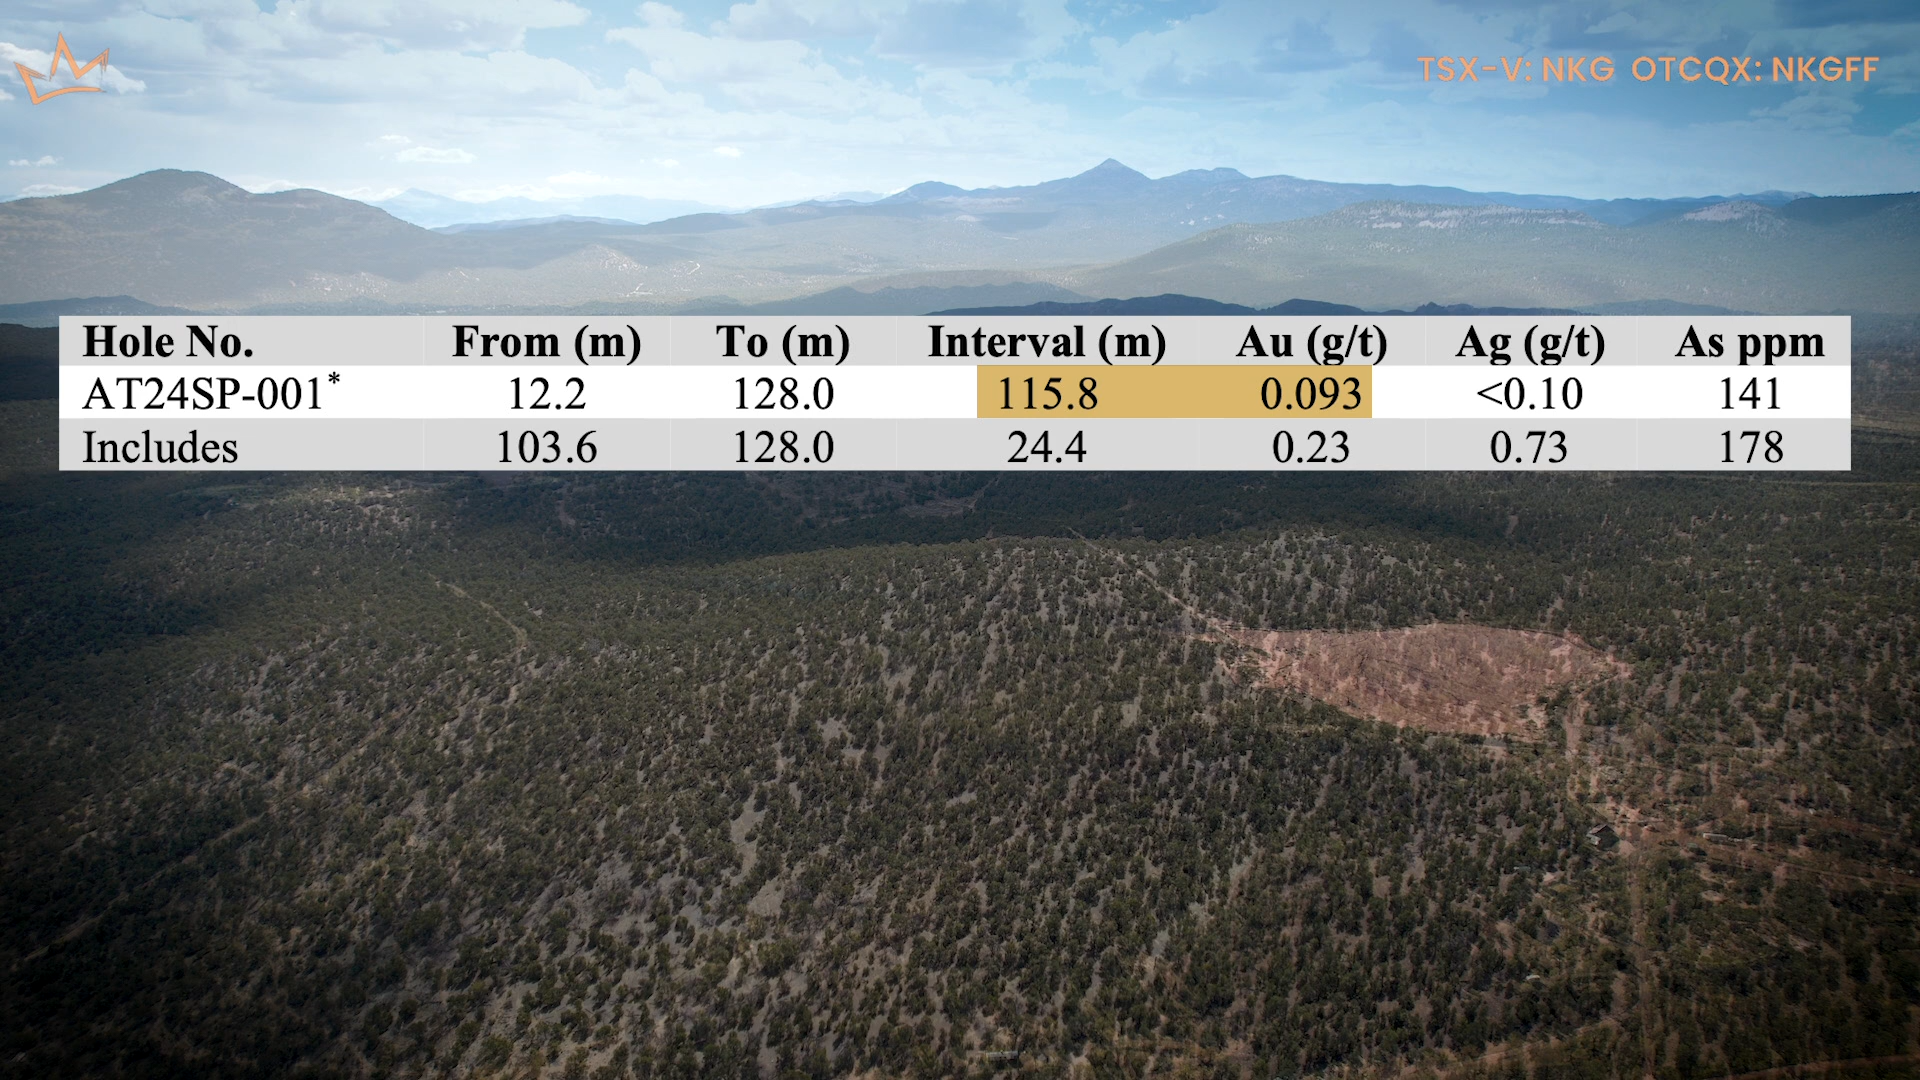 TSX-V: NKG OTCQX: NKGFF
Hole No. From (m) To (m) Interval (m) Au (g/t) Ag (g/t) As ppm
AT24SP-001* 12.2 128.0 115.8 0.093 <0.10 141
Includes 103.6 128.0 24.4 0.23 0.73 178